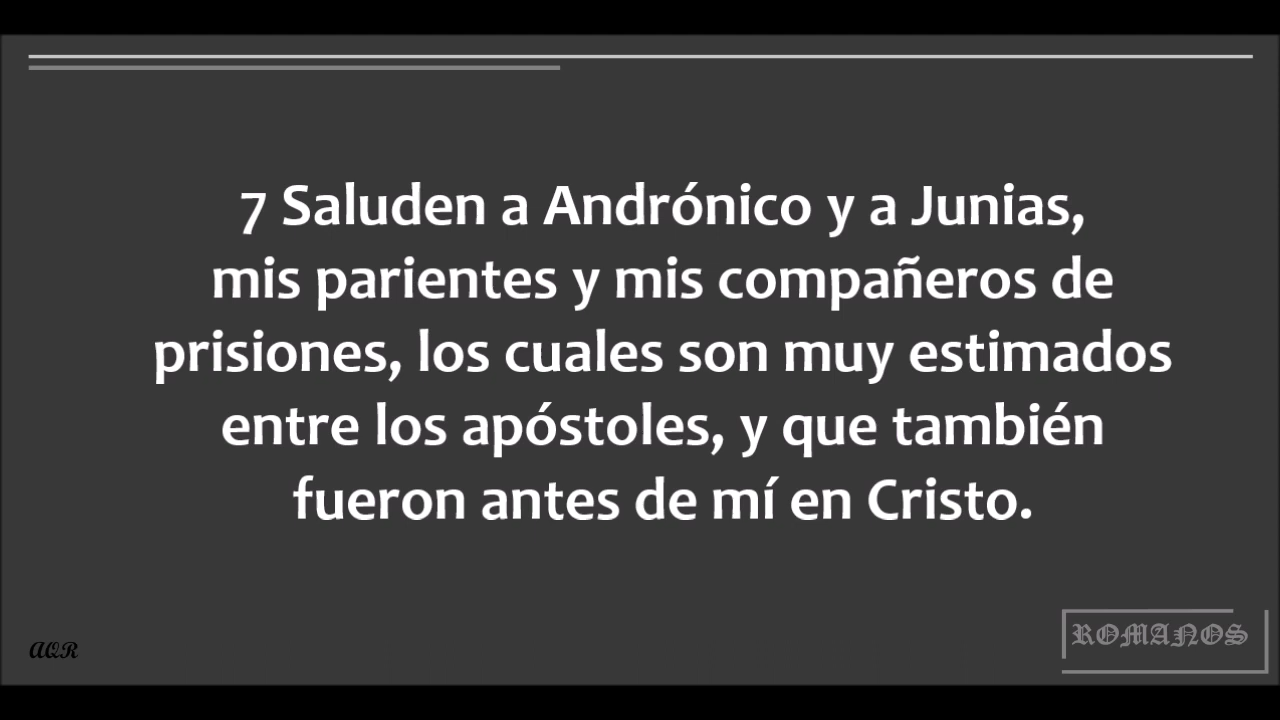 7 Saluden a Andrónico y a Junias,
mis parientes y mis compañeros de
prisiones, los cuales son muy estimados
entre los apóstoles, y que también
fueron antes de mí en Cristo.
ROMANOS
AQR